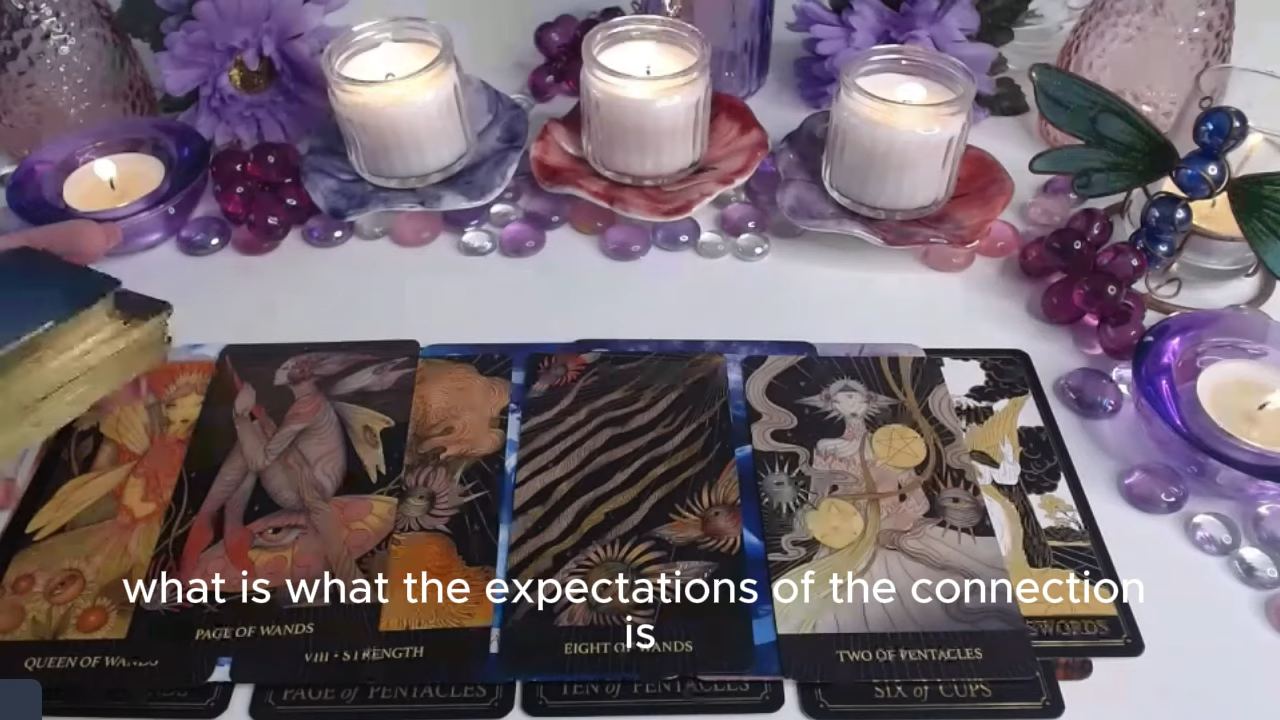 what is what the expectations of the connection
is
PAGE OF WANDS
QUEEN OF WANDS
VIII • STRENGTH
EIGHT OF WANDS
TWO OF PENTACLES
SWORDS
PAGE of PENTACLES
TEN of PENTACLES
SIX of CUPS